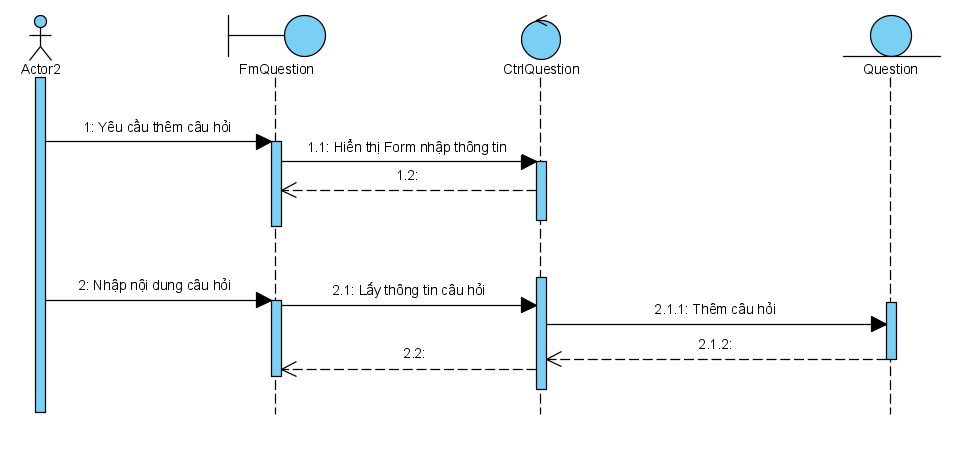 Actor2
FmQuestion
CtrlQuestion
Question
1: Yêu cầu thêm câu hỏi
1.1: Hiển thị Form nhập thông tin
1.2:
2: Nhập nội dung câu hỏi
2.1: Lấy thông tin câu hỏi
2.1.1: Thêm câu hỏi
2.1.2:
2.2: